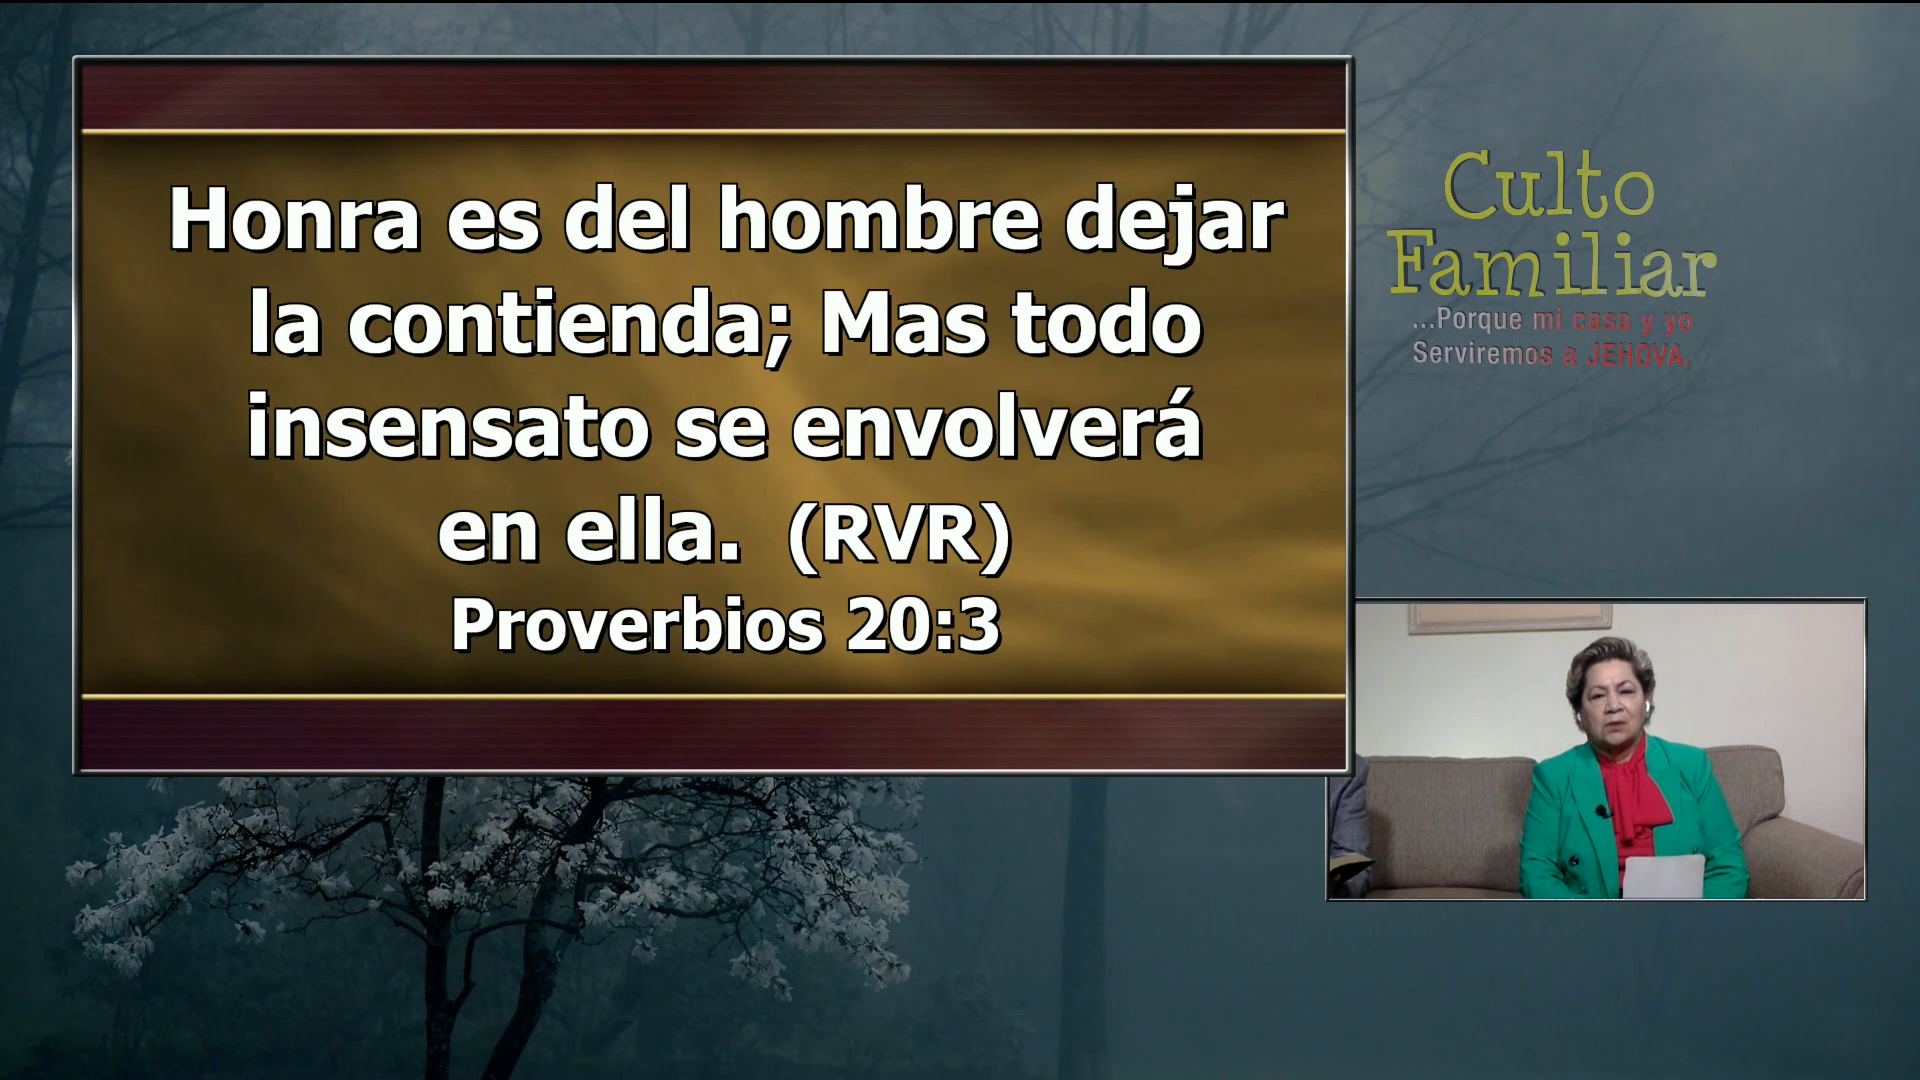 Honra es del hombre dejar
la contienda; Mas todo
insensato se envolverá
en ella. (RVR)
Proverbios 20:3
Culto
Familiar
...Porque mi casa y yo
Serviremos a JEHOVA.